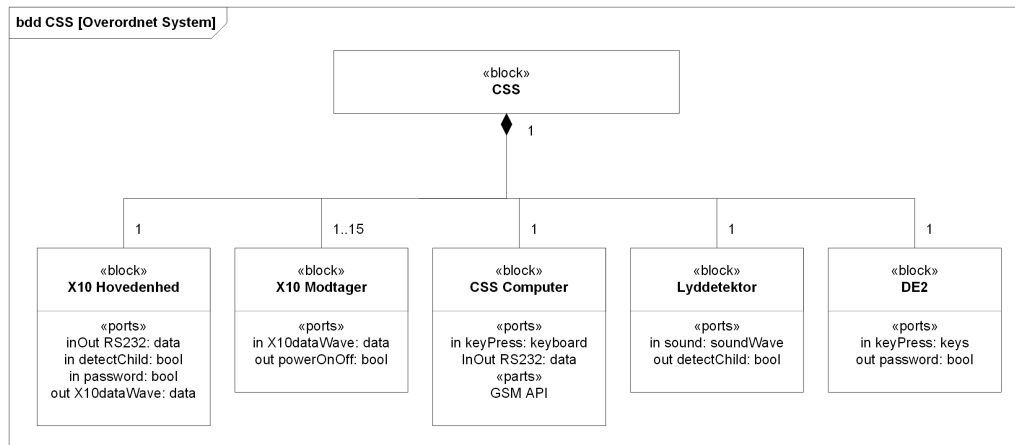 bdd CSS [Overordnet System]
«block»
CSS
1
1
1..15
1
1
1
«block»
X10 Hovedenhed
«ports»
inOut RS232: data
in detectChild: bool
in password: bool
out X10dataWave: data
«block»
X10 Modtager
«ports»
in X10dataWave: data
out powerOnOff: bool
«block»
CSS Computer
«ports»
in keyPress: keyboard
InOut RS232: data
«parts»
GSM API
«block»
Lyddetektor
«ports»
in sound: soundWave
out detectChild: bool
«block»
DE2
«ports»
in keyPress: keys
out password: bool